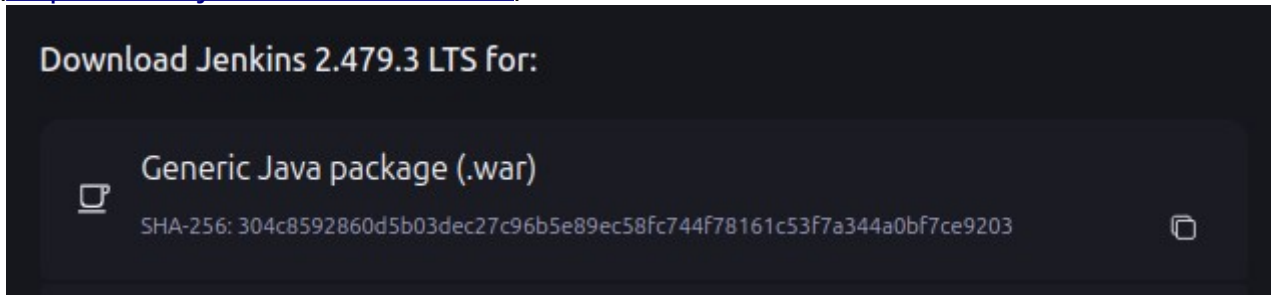 Download Jenkins 2.479.3 LTS for:
Generic Java package (.war)
SHA-256: 304c8592860d5b03dec27c96b5e89ec58fc744f78161c53f7a344a0bf7ce9203